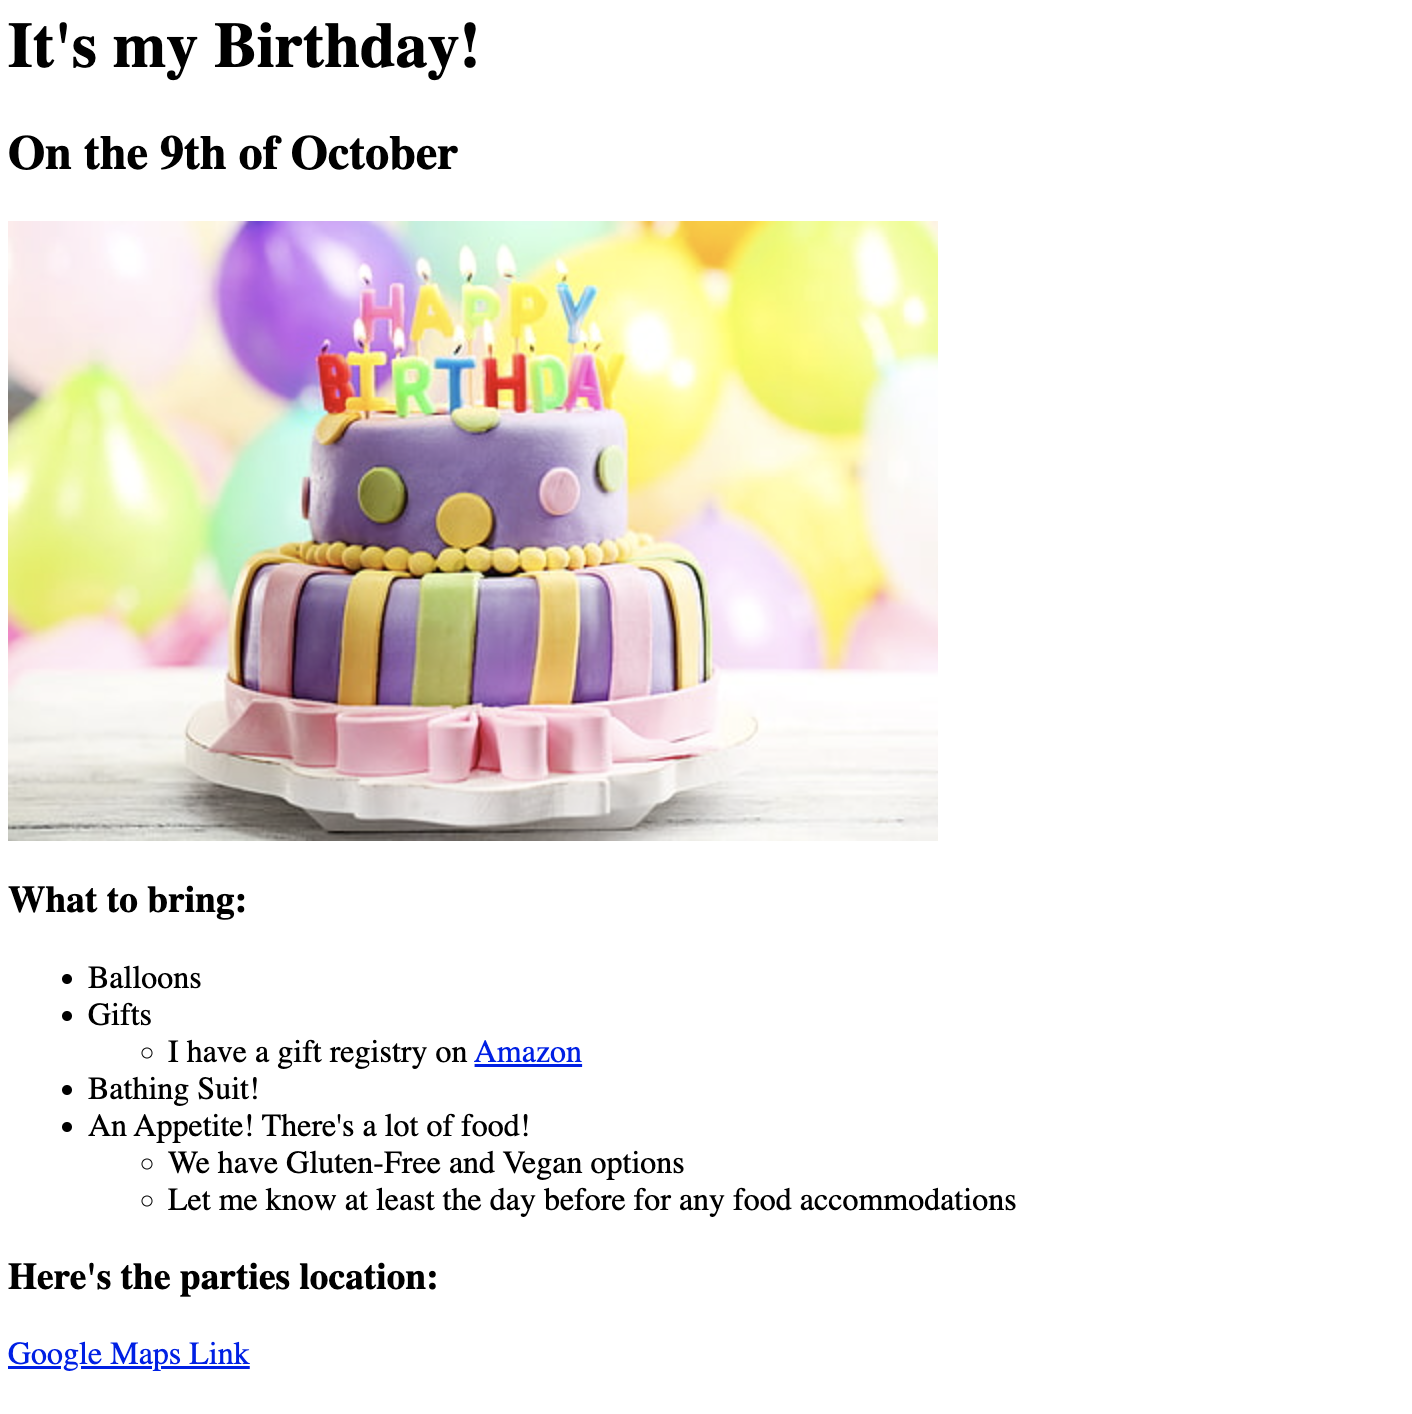 It's my Birthday!
On the 9th of October
HAPPY
BIRTHDAY
What to bring:
Balloons
Gifts
I have a gift registry on Amazon
Bathing Suit!
An Appetite! There's a lot of food!
We have Gluten-Free and Vegan options
Let me know at least the day before for any food accommodations
Here's the parties location:
Google Maps Link